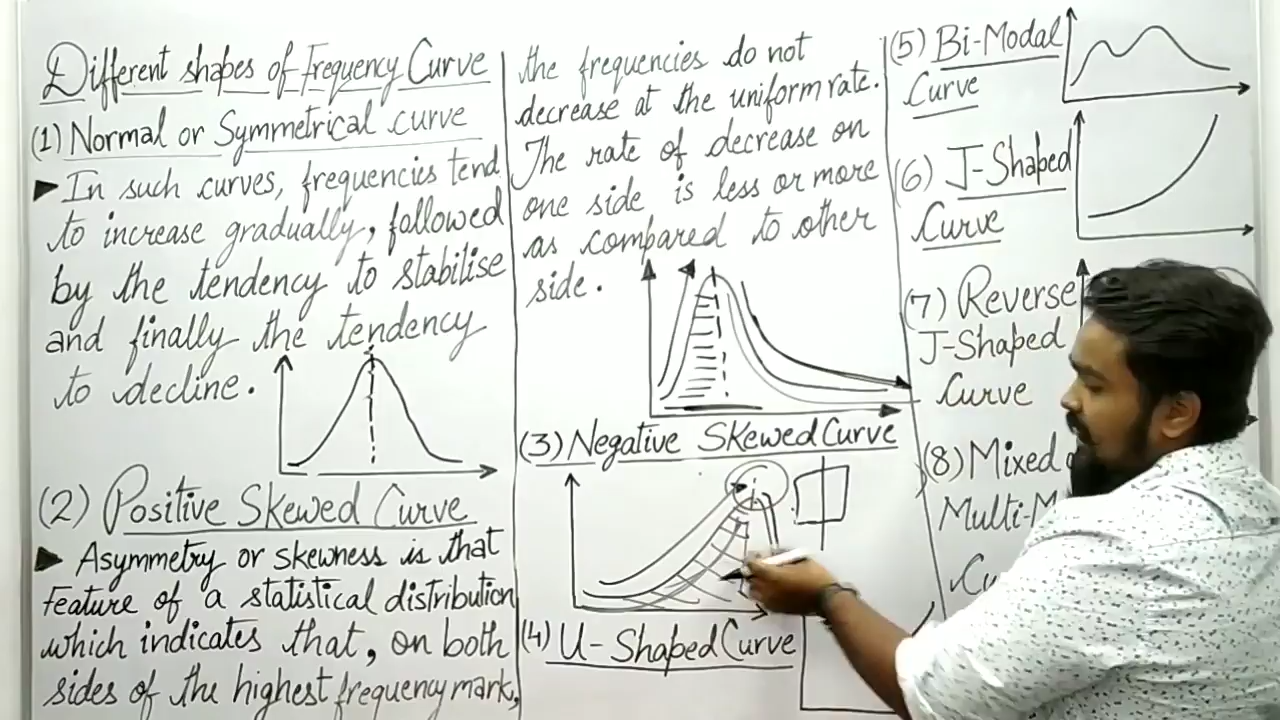 Different shapes of Frequency Curve
(1) Normal or Symmetrical curve
In such curves, frequencies tend
to increase gradually, followed
by the tendency to stabilise
and finally the tendency
to decline.
(2) Positive Skewed Curve
Asymmetry or skewness is that
feature of a statistical distribution
which indicates that, on both
sides of the highest frequency mark,
the frequencies do not
decrease at the uniform rate.
The rate of decrease on
one side is less or more
as compared to other
side.
(3) Negative Skewed Curve
(4) U-Shaped Curve
(5) Bi-Modal
Curve
(6) J-Shaped
Curve
(7) Reverse
J-Shaped
Curve
(8) Mixed
Multi-M
Cu